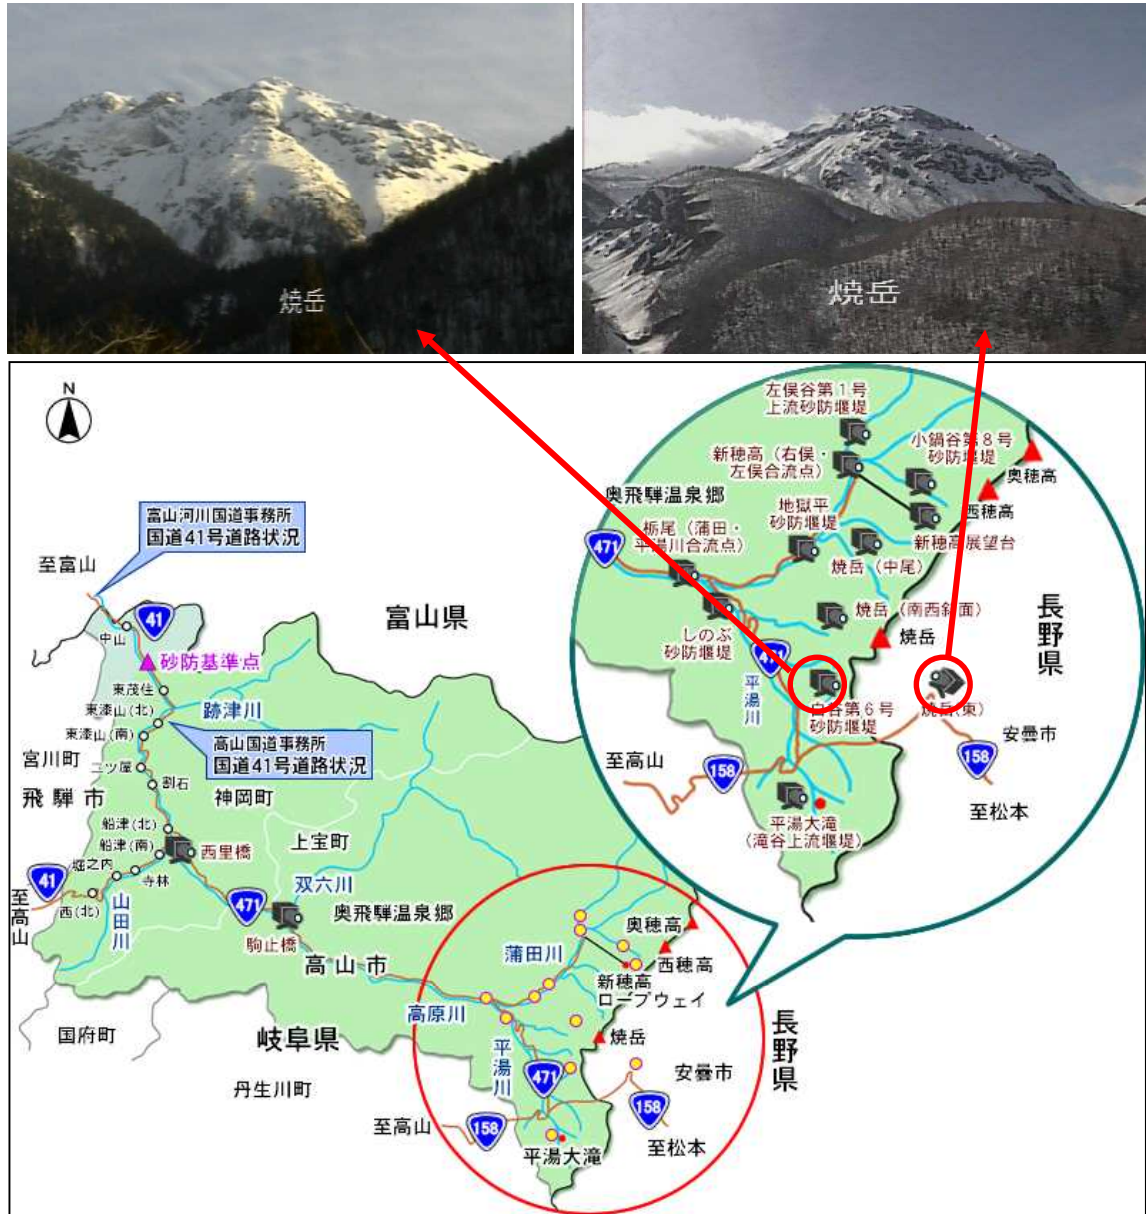 焼岳
焼岳
N
富山河川国道事務所
国道41号道路状況
至富山
41
中山
砂防基準点
富山県
東茂住
東漆山(北)
跡津川
東漆山(南)
高山国道事務所
国道41号道路状況
宮川町
二ツ屋
割石
神岡町
飛騨市
船津(北)
上宝町
船津(南)
西里橋
堀之内
寺林
41
西(北)
至高山
山田川
471
双六川
奥飛騨温泉郷
駒止橋
高山市
蒲田川
奥穂高
西穂高
新穂高
ロープウェイ
高原川
国府町
岐阜県
平湯川
焼岳
長野県
丹生川町
471
安曇市
158
158
至高山
至松本
平湯大滝
左俣谷第1号
上流砂防堰堤
小鍋谷第8号
砂防堰堤
新穂高(右俣・
左俣合流点)
奥穂高
西穂高
奥飛騨温泉郷
地獄平
砂防堰堤
新穂高展望台
栃尾(蒲田・
平湯川合流点)
471
焼岳(中尾)
焼岳(南西斜面)
長野県
しのぶ
砂防堰堤
焼岳
471
平湯川
白谷第6号
砂防堰堤
焼岳(東)
安曇市
至高山
158
158
至松本
平湯大滝
(滝谷上流堰堤)